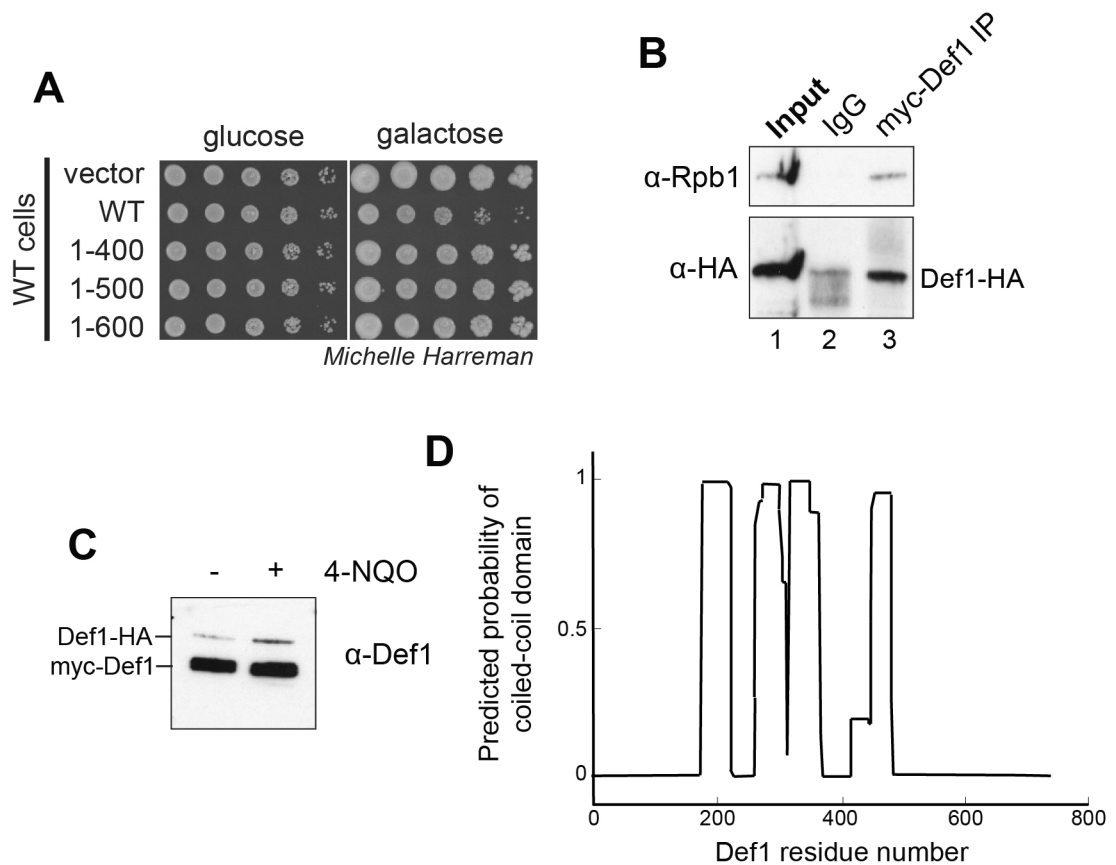 A
glucose galactose
WT cells
vector
WT
1-400
1-500
1-600
Michelle Harreman
B
Input IgG myc-Def1 IP
α-Rpb1
α-HA
Def1-HA
1 2 3
C
- + 4-NQO
Def1-HA
myc-Def1
α-Def1
D
Predicted probability of
coiled-coil domain
1
0.5
0
0 200 400 600 800
Def1 residue number